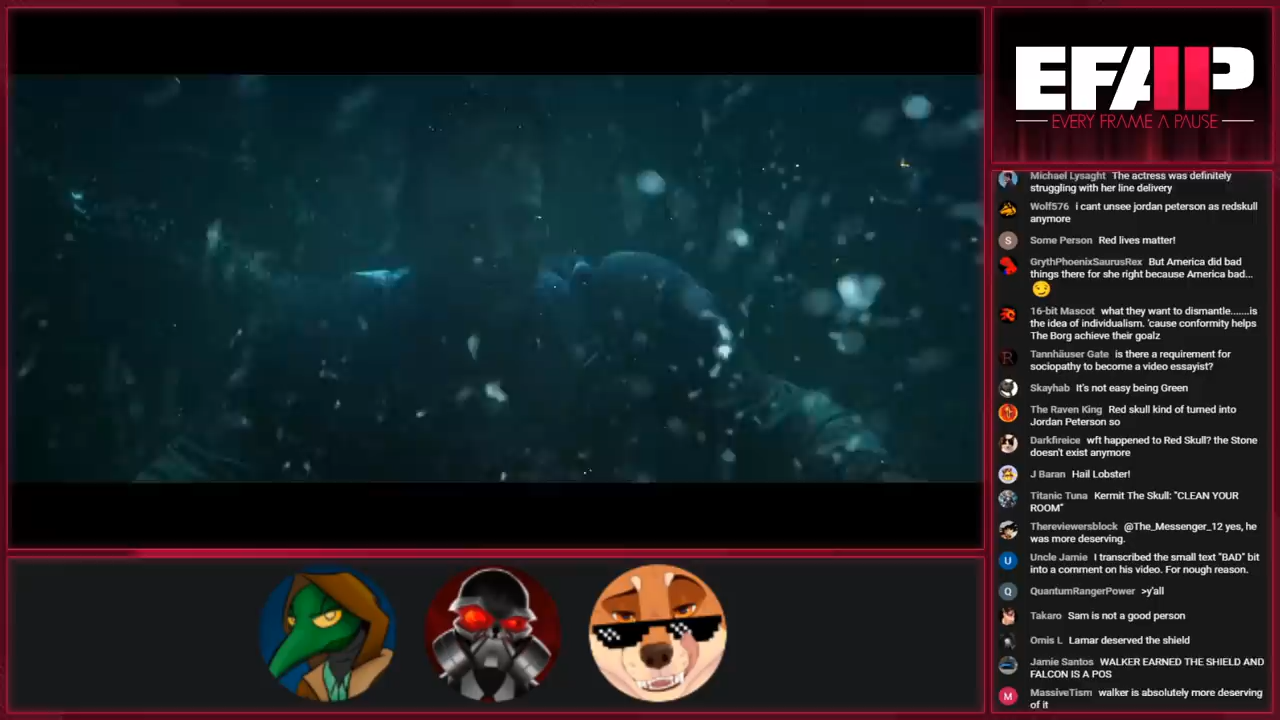 EFAP
EVERY FRAME A PAUSE
Michael Lysaght The actress was definitely
struggling with her line delivery
Wolf576 i cant unsee jordan peterson as redskull
anymore
S
Some Person Red lives matter!
GrythPhoenixSaurusRex But America did bad
things there for she right because America bad...
16-bit Mascot what they want to dismantle.......is
the idea of individualism. 'cause conformity helps
The Borg achieve their goalz
R
Tannhäuser Gate is there a requirement for
sociopathy to become a video essayist?
Skayhab It's not easy being Green
The Raven King Red skull kind of turned into
Jordan Peterson so
Darkfireice wft happened to Red Skull? the Stone
doesn't exist anymore
J Baran Hail Lobster!
Titanic Tuna Kermit The Skull: "CLEAN YOUR
ROOM"
Thereviewersblock @The_Messenger_12 yes, he
was more deserving.
U
Uncle Jamie I transcribed the small text "BAD" bit
into a comment on his video. For nough reason.
Q
QuantumRangerPower >y'all
Takaro Sam is not a good person
Omis L Lamar deserved the shield
Jamie Santos WALKER EARNED THE SHIELD AND
FALCON IS A POS
M
MassiveTism walker is absolutely more deserving
of it